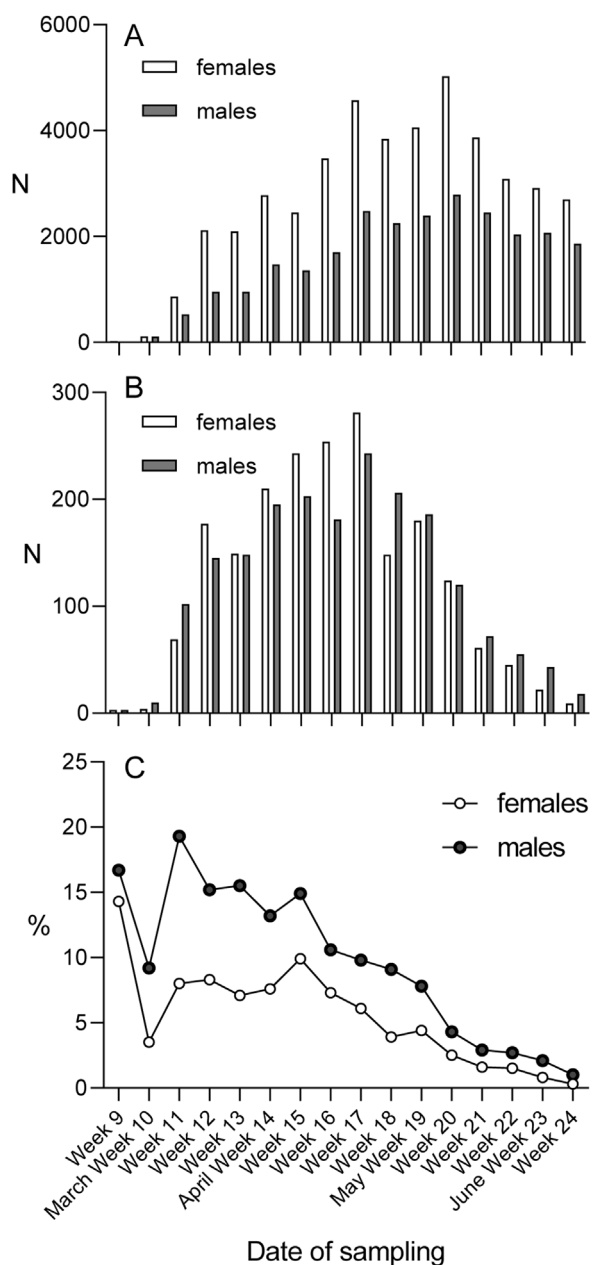 A
6000
4000
2000
0
N
females
males
B
300
200
100
0
N
females
males
C
25
20
15
10
5
0
%
females
males
Week 9
March Week 10
Week 11
Week 12
Week 13
April Week 14
Week 15
Week 16
Week 17
Week 18
May Week 19
Week 20
Week 21
Week 22
June Week 23
Week 24
Date of sampling